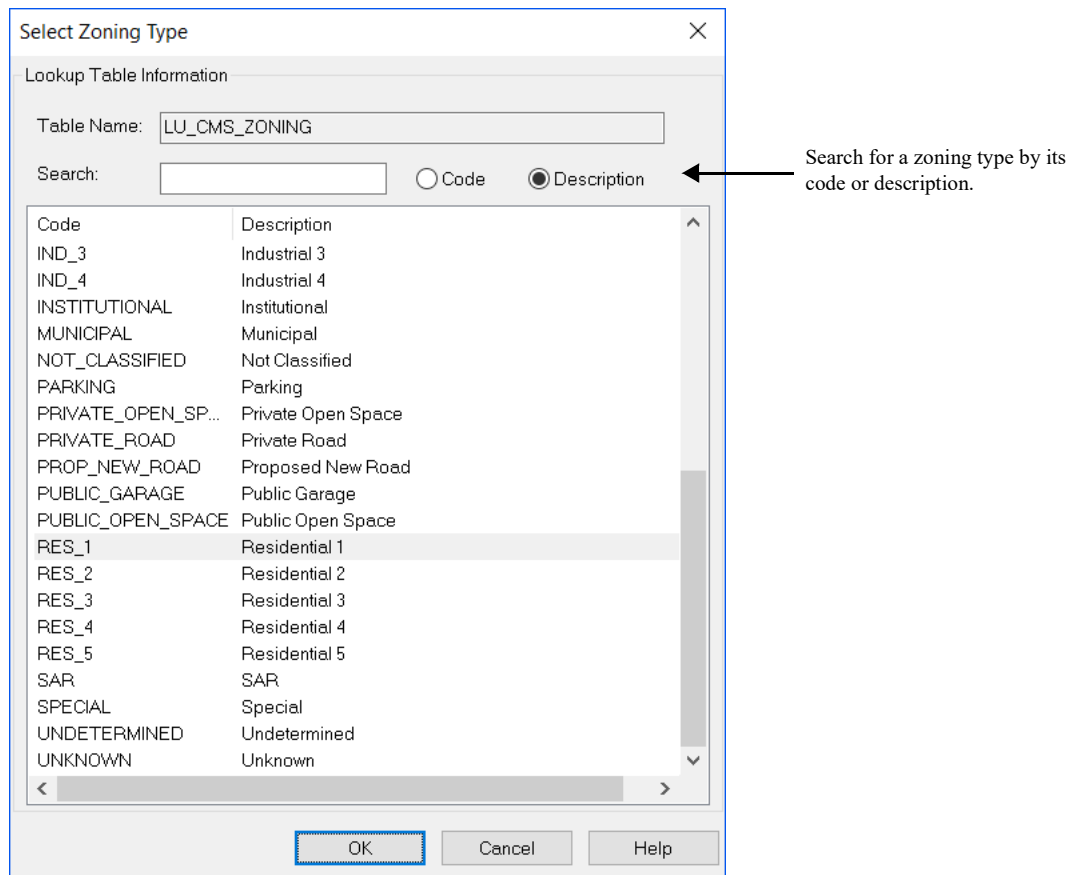 Select Zoning Type
Lookup Table Information
Table Name: LU_CMS_ZONING
Search: Code Description
Search for a zoning type by its
code or description.
Code Description
IND_3 Industrial 3
IND_4 Industrial 4
INSTITUTIONAL Institutional
MUNICIPAL Municipal
NOT_CLASSIFIED Not Classified
PARKING Parking
PRIVATE_OPEN_SP... Private Open Space
PRIVATE_ROAD Private Road
PROP_NEW_ROAD Proposed New Road
PUBLIC_GARAGE Public Garage
PUBLIC_OPEN_SPACE Public Open Space
RES_1 Residential 1
RES_2 Residential 2
RES_3 Residential 3
RES_4 Residential 4
RES_5 Residential 5
SAR SAR
SPECIAL Special
UNDETERMINED Undetermined
UNKNOWN Unknown
OK Cancel Help